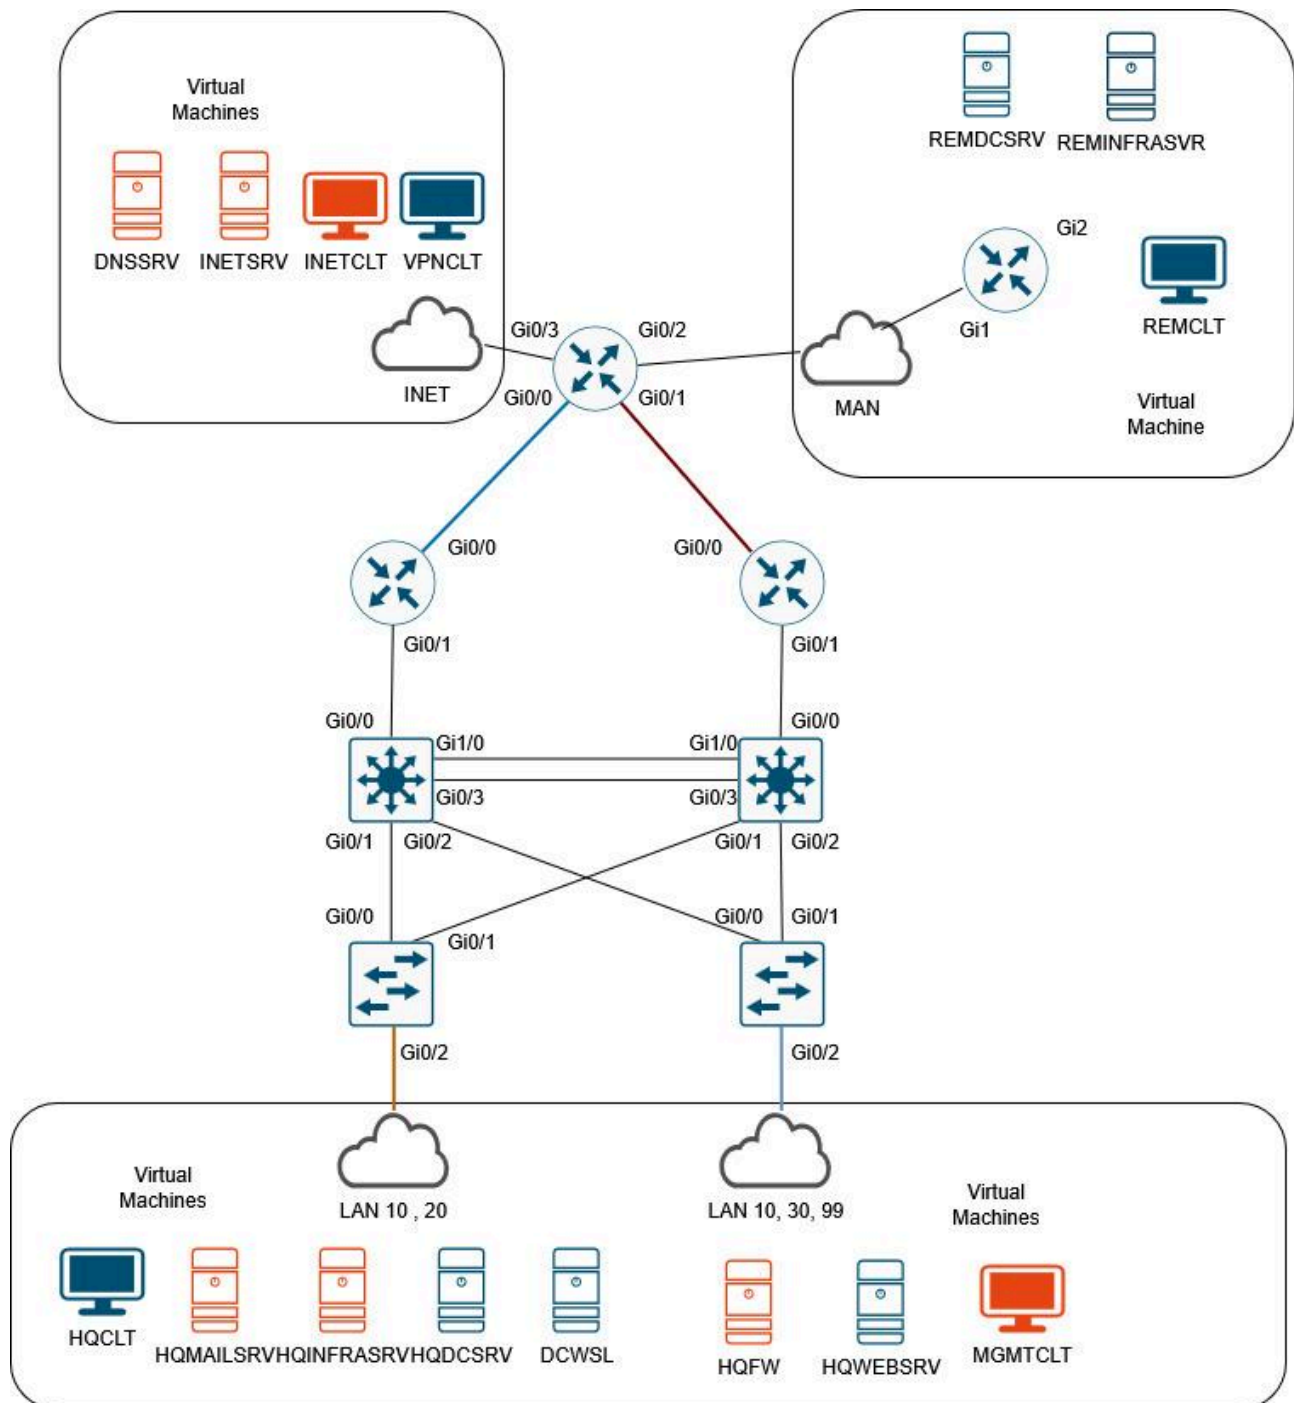 Virtual
Machines
DNSSRV INETSRV INETCLT VPNCLT
INET
REMDCSRV REMINFRASVR
Gi2
Gi1
REMCLT
MAN
Virtual
Machine
Gi0/3 Gi0/2
Gi0/0 Gi0/1
Gi0/0 Gi0/0
Gi0/1 Gi0/1
Gi0/0 Gi0/0
Gi1/0 Gi1/0
Gi0/3 Gi0/3
Gi0/1 Gi0/2 Gi0/1 Gi0/2
Gi0/0 Gi0/0 Gi0/1
Gi0/1
Gi0/2 Gi0/2
Virtual
Machines
LAN 10 , 20
LAN 10, 30, 99
Virtual
Machines
HQCLT HQMAILSRV HQINFRASRV HQDCSRV DCWSL
HQFW HQWEBSRV MGMTCLT